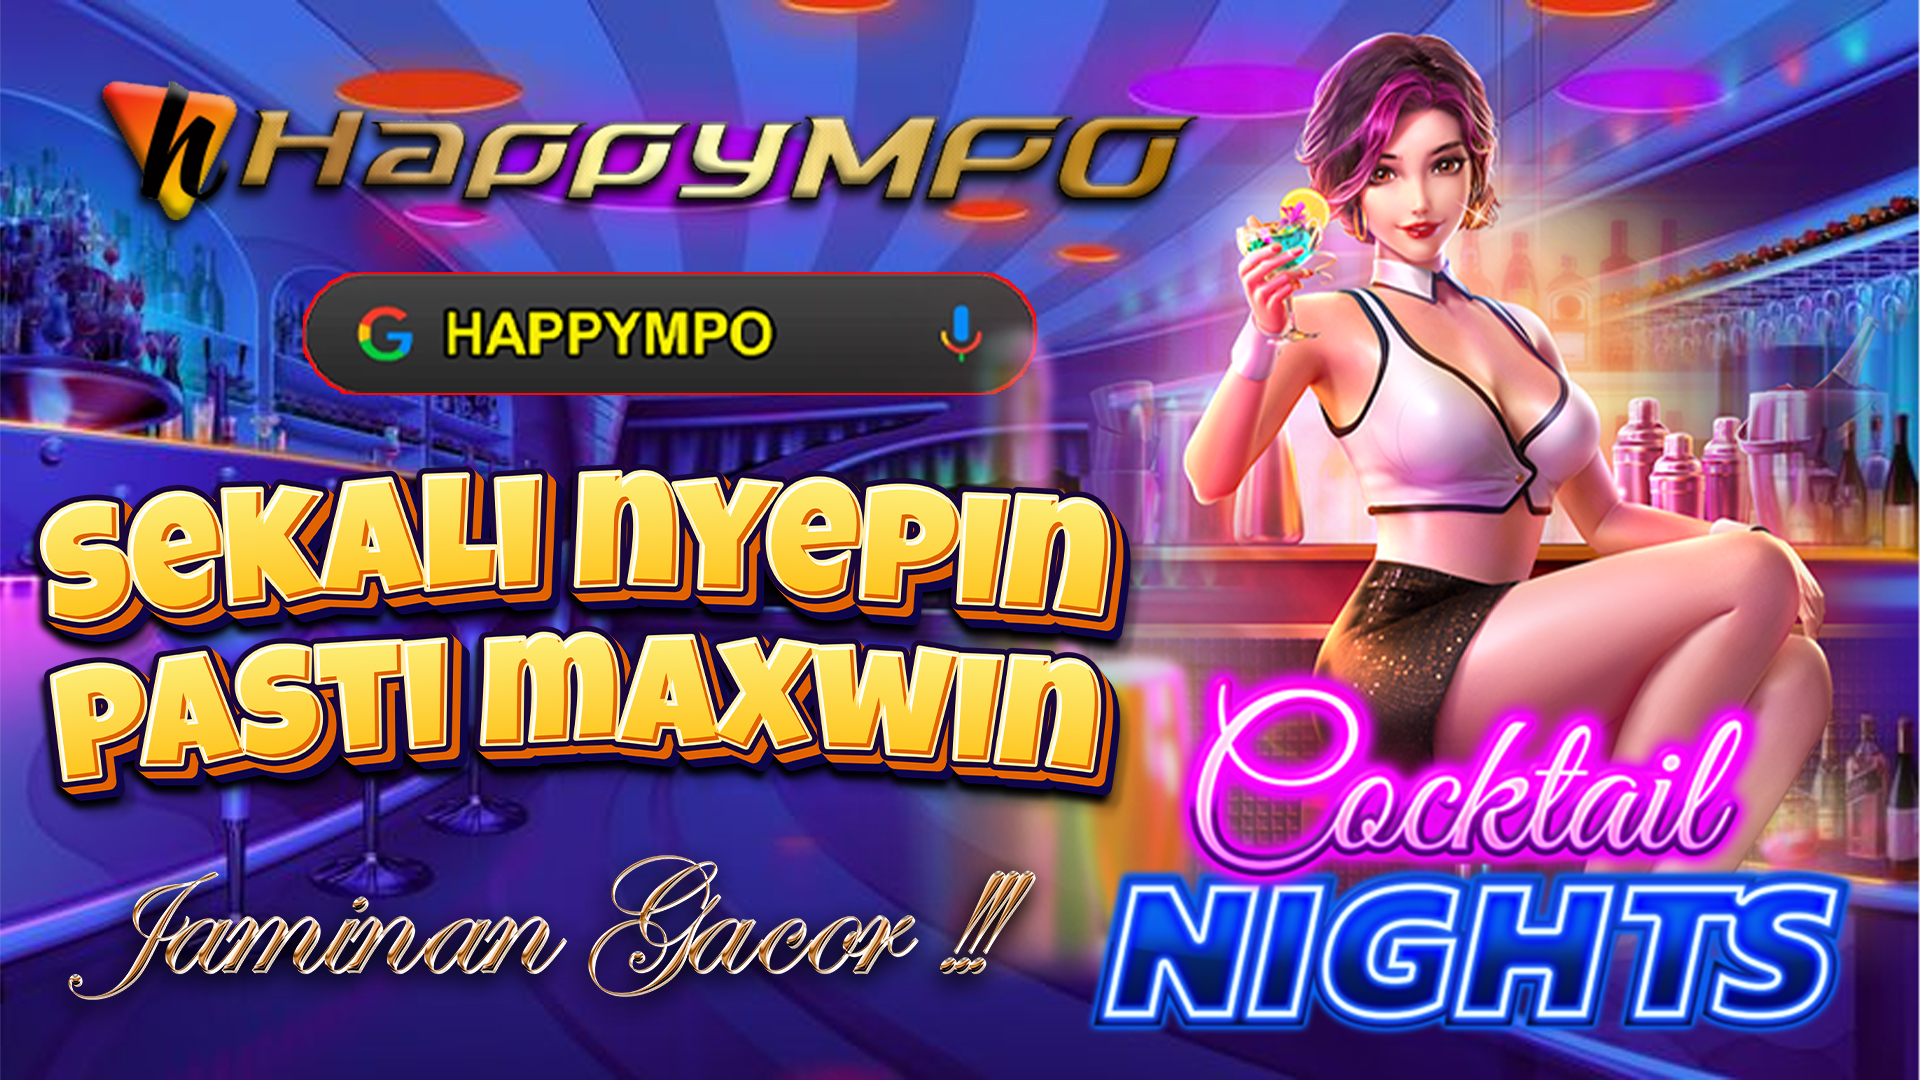 h HAPPYMPO
G HAPPYMPO
SEKALI NYEPIN
PASTI MAXWIN
Jaminan Gacor !!!
Cocktail
NIGHTS